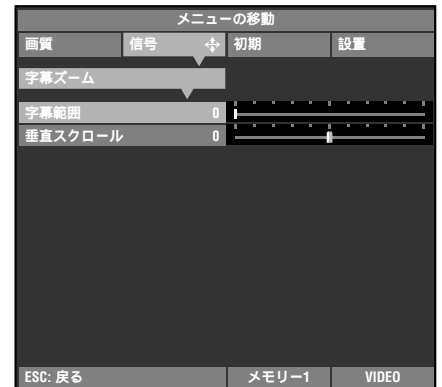 メニューの移動
画質 信号 初期 設置
字幕ズーム
字幕範囲 0
垂直スクロール 0
ESC: 戻る メモリー1 VIDEO